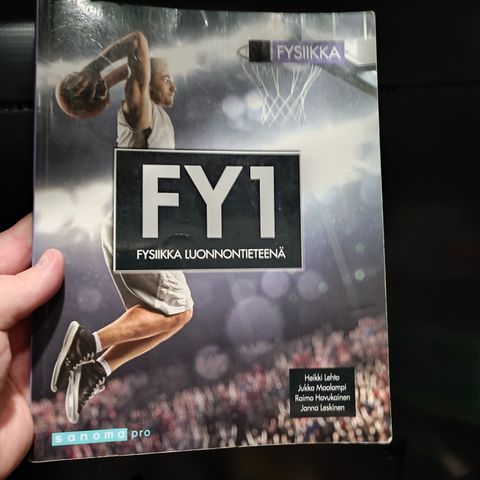 FYSIIKKA
FY1
FYSIIKKA LUONNONTIETEENÄ
Heikki Lehto
Jukka Maalampi
Raimo Havukainen
Janna Leskinen
sanoma pro